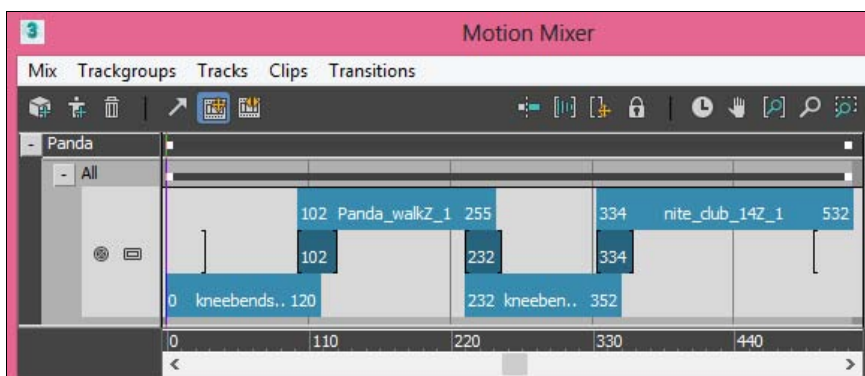 3 Motion Mixer
Mix Trackgroups Tracks Clips Transitions
- Panda
- All
102 Panda_walkZ_1 255 334 nite_club_14Z_1 532
102 232 334
0 kneebends.. 120 232 kneeben.. 352
0 110 220 330 440